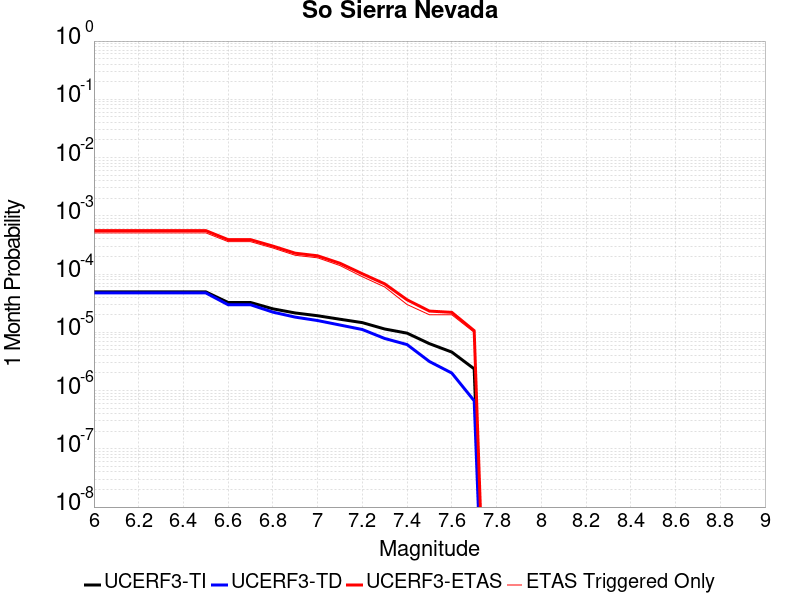 So Sierra Nevada
10^0
10^-1
10^-2
10^-3
10^-4
10^-5
10^-6
10^-7
10^-8
1 Month Probability
6 6.2 6.4 6.6 6.8 7 7.2 7.4 7.6 7.8 8 8.2 8.4 8.6 8.8 9
Magnitude
UCERF3-TI UCERF3-TD UCERF3-ETAS ETAS Triggered Only